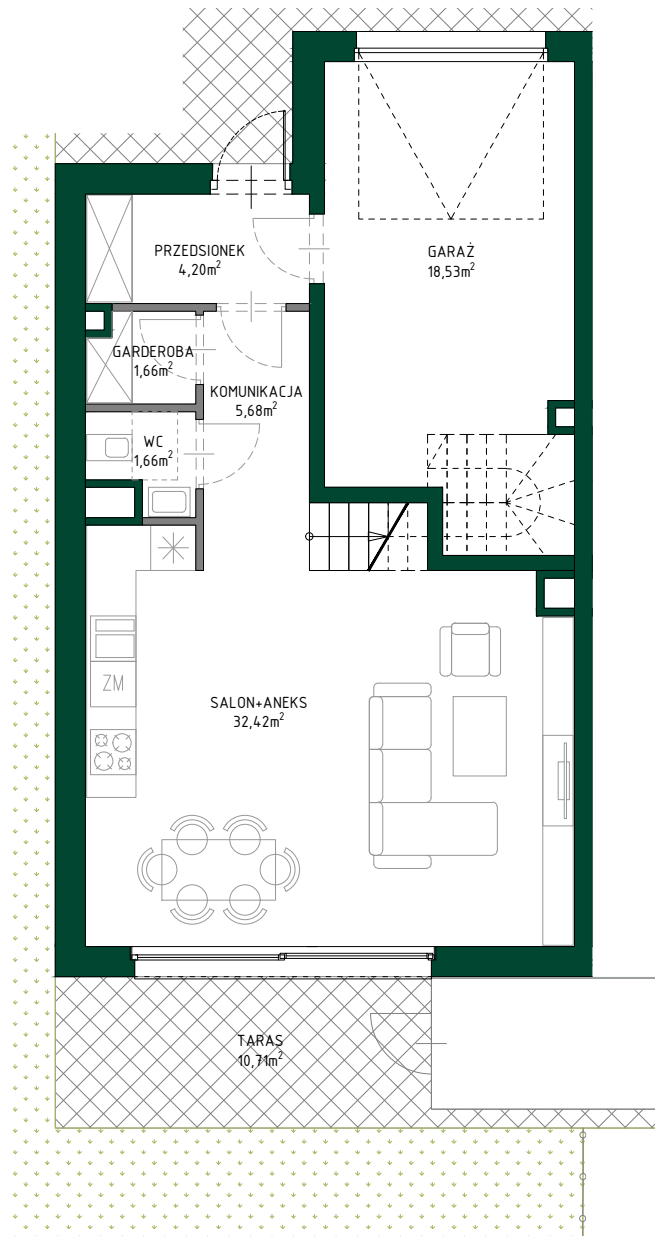 PRZEDSIONEK
4,20m²
GARAŻ
18,53m²
GARDEROBA
1,66m²
KOMUNIKACJA
5,68m²
WC
1,66m²
ZM
SALON+ANEKS
32,42m²
TARAS
10,71m²